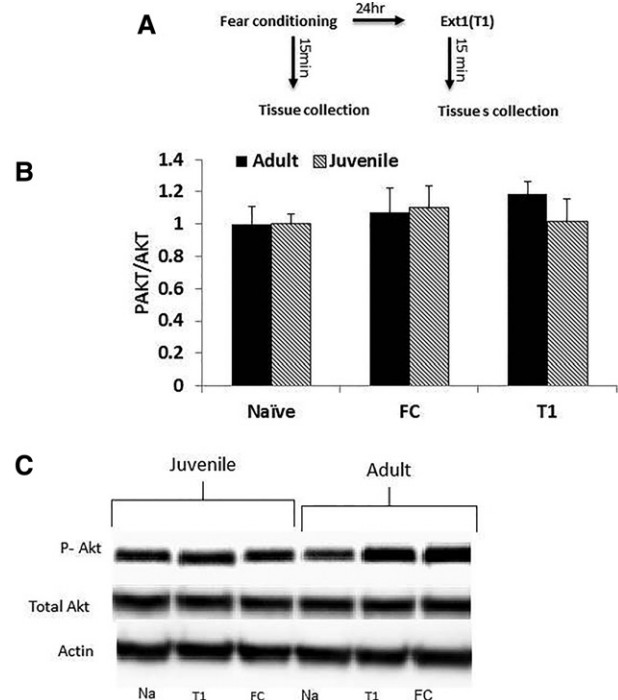 A
Fear conditioning
24hr
Ext1(T1)
15min
15 min
Tissue collection
Tissue s collection
B
Adult
Juvenile
PAKT/AKT
1.4
1.2
1
0.8
0.6
0.4
0.2
0
Naïve
FC
T1
C
Juvenile
Adult
P- Akt
Total Akt
Actin
Na
T1
FC
Na
T1
FC